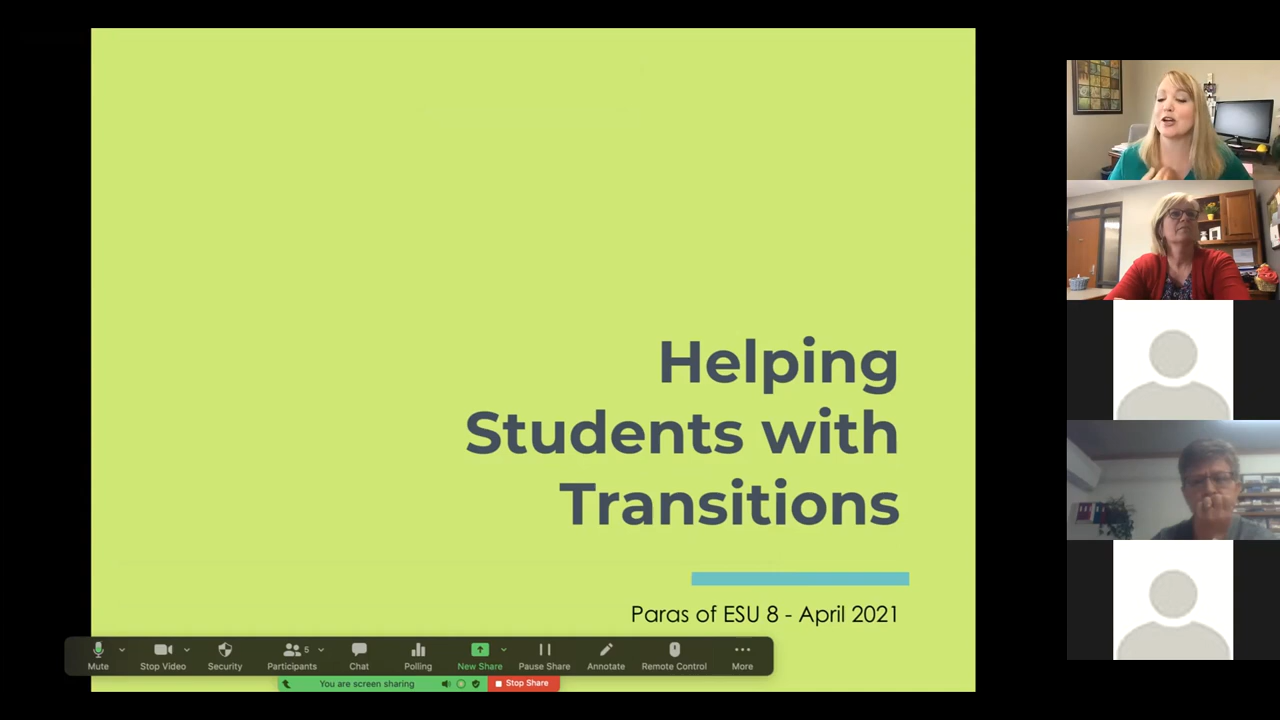 Helping
Students with
Transitions
Paras of ESU 8 - April 2021
Mute
Stop Video
Security
5
Participants
Chat
Polling
New Share
Pause Share
Annotate
Remote Control
More
You are screen sharing
Stop Share